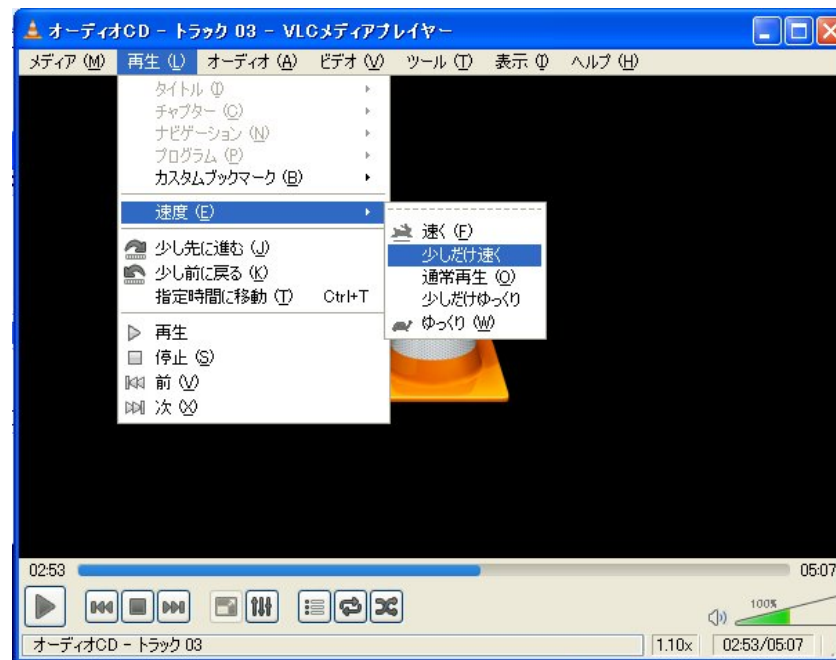 オーディオCD - トラック 03 - VLCメディアプレイヤー
メディア (M) 再生 (L) オーディオ (A) ビデオ (V) ツール (T) 表示 (I) ヘルプ (H)
タイトル (I)
チャプター (C)
ナビゲーション (N)
プログラム (P)
カスタムブックマーク (B)
速度 (E)
少し先に進む (J)
少し前に戻る (K)
指定時間に移動 (T) Ctrl+T
再生
停止 (S)
前 (V)
次 (X)
速く (F)
少しだけ速く
通常再生 (O)
少しだけゆっくり
ゆっくり (W)
02:53 05:07
100%
オーディオCD - トラック 03 1.10x 02:53/05:07